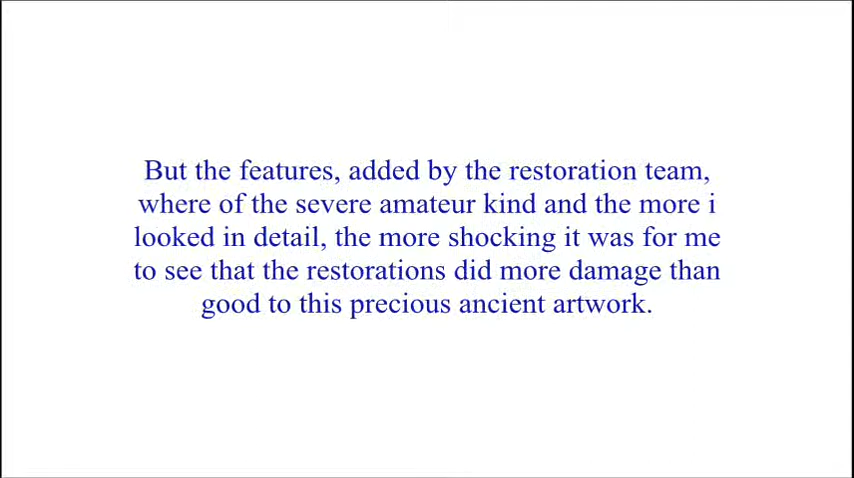 But the features, added by the restoration team,
where of the severe amateur kind and the more i
looked in detail, the more shocking it was for me
to see that the restorations did more damage than
good to this precious ancient artwork.